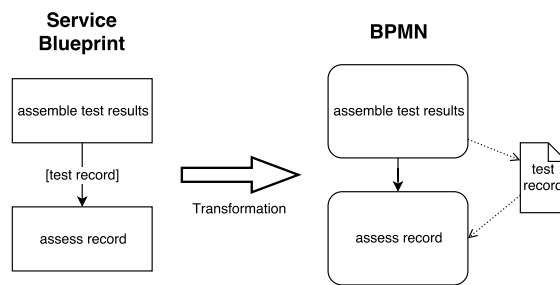 Service
Blueprint
assemble test results
[test record]
assess record
Transformation
BPMN
assemble test results
test
record
assess record